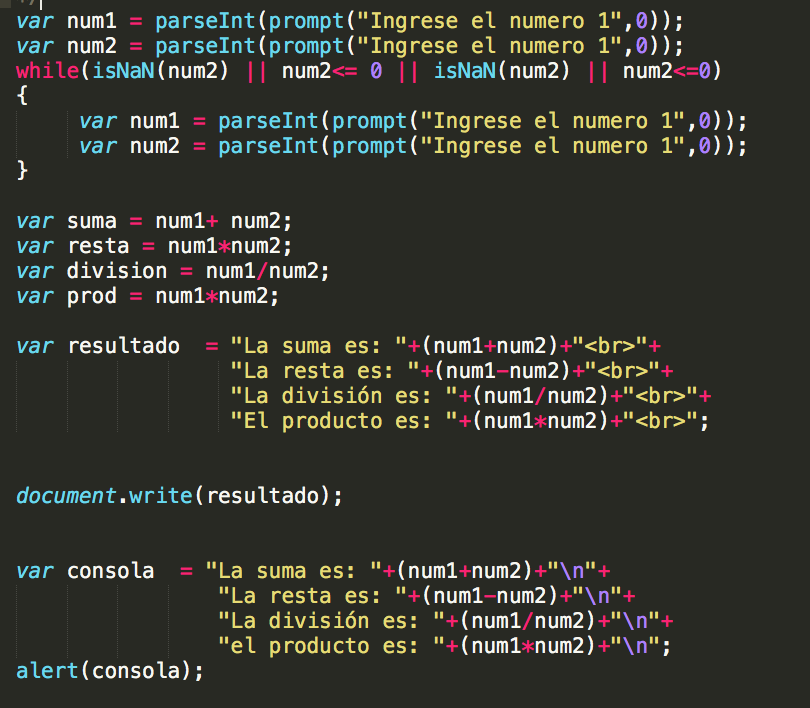 */
var num1 = parseInt(prompt("Ingrese el numero 1",0));
var num2 = parseInt(prompt("Ingrese el numero 1",0));
while(isNaN(num2) || num2<= 0 || isNaN(num2) || num2<=0)
{
var num1 = parseInt(prompt("Ingrese el numero 1",0));
var num2 = parseInt(prompt("Ingrese el numero 1",0));
}
var suma = num1+ num2;
var resta = num1*num2;
var division = num1/num2;
var prod = num1*num2;
var resultado  = "La suma es: "+(num1+num2)+"<br>"+
"La resta es: "+(num1-num2)+"<br>"+
"La división es: "+(num1/num2)+"<br>"+
"El producto es: "+(num1*num2)+"<br>";
document.write(resultado);
var consola  = "La suma es: "+(num1+num2)+"\n"+
"La resta es: "+(num1-num2)+"\n"+
"La división es: "+(num1/num2)+"\n"+
"el producto es: "+(num1*num2)+"\n";
alert(consola);